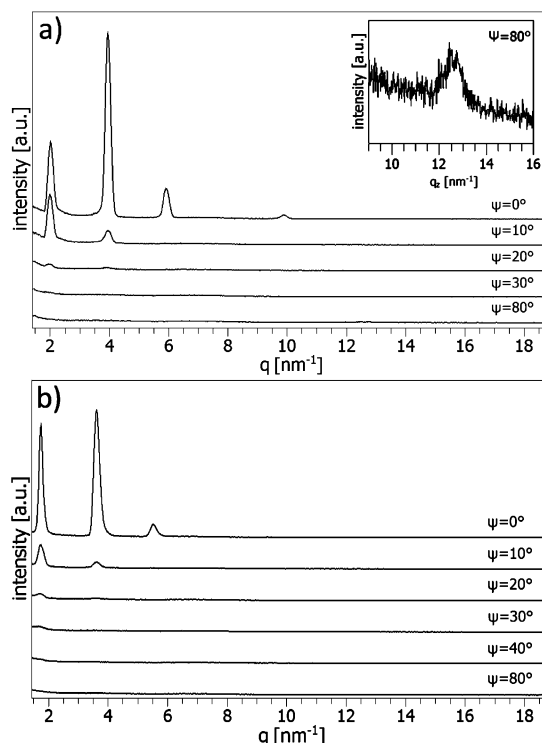 a)
Ψ=80°
intensity [a.u.]
10 12 14 16
q_z [nm⁻¹]
intensity [a.u.]
ψ=0°
ψ=10°
ψ=20°
ψ=30°
ψ=80°
2 4 6 8 10 12 14 16 18
q [nm⁻¹]
b)
intensity [a.u.]
ψ=0°
ψ=10°
ψ=20°
ψ=30°
ψ=40°
ψ=80°
2 4 6 8 10 12 14 16 18
q [nm⁻¹]